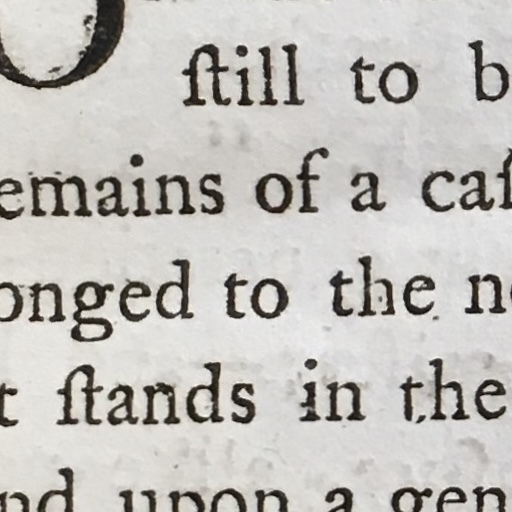 O
ſtill to b
emains of a caſ
onged to the n
t ſtands in the
nd upon a gen